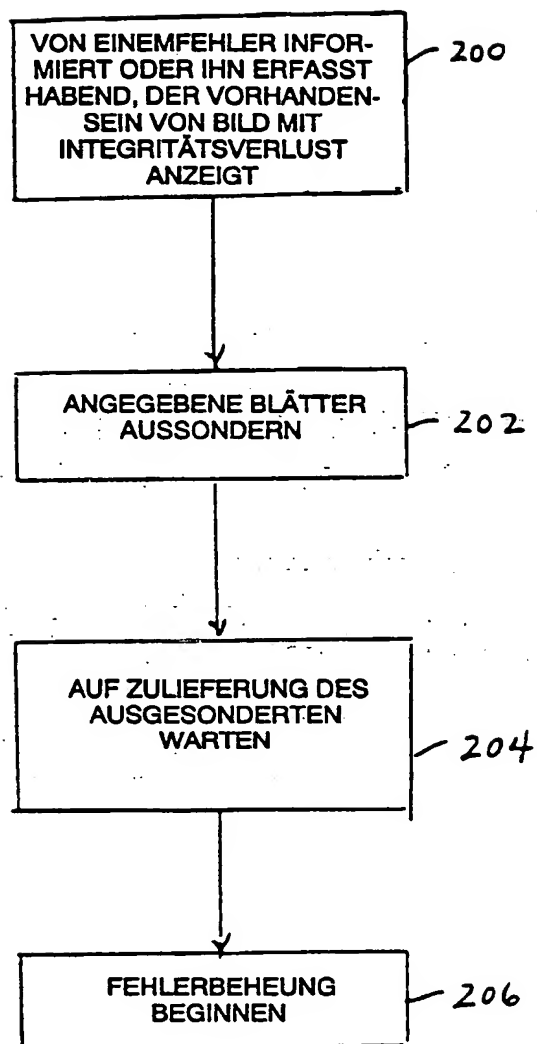 VON EINEMFEHLER INFOR-
MIERT ODER IHN ERFASST
HABEND, DER VORHANDEN-
SEIN VON BILD MIT
INTEGRITÄTSVERLUST
ANZEIGT
200
ANGEGEBENE BLÄTTER
AUSSONDERN
202
AUF ZULIEFERUNG DES
AUSGESONDERTEN
WARTEN
204
FEHLERBEHEUNG
BEGINNEN
206